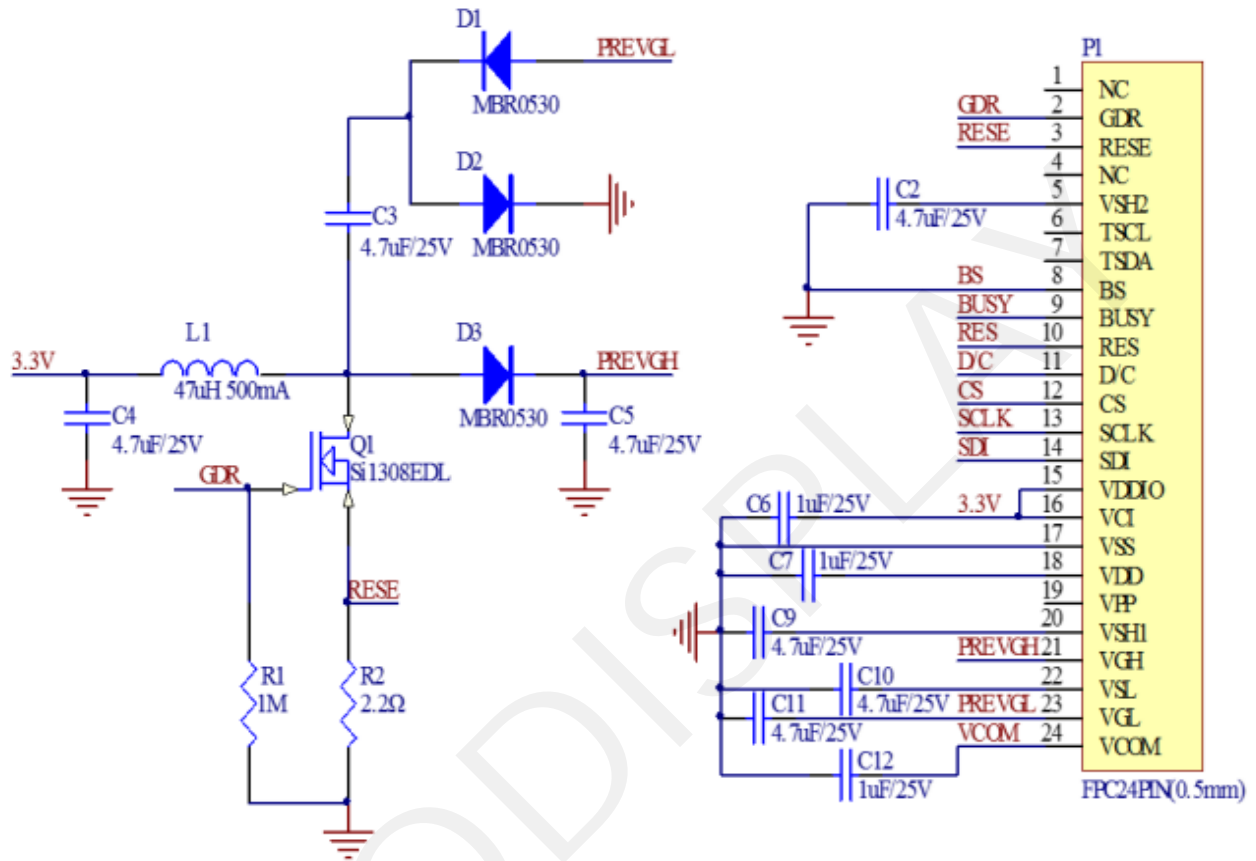 D1
PREVGL
MBR0530
D2
C3
4.7uF/25V
MBR0530
L1
3.3V
47uH 500mA
D3
PREVGH
MBR0530
C4
4.7uF/25V
C5
4.7uF/25V
Q1
Si1308EDL
GDR
RESE
R1
1M
R2
2.2Ω
P1
1 NC
GDR 2 GDR
RESE 3 RESE
4 NC
C2 5 VSH2
4.7uF/25V
6 TSCL
7 TSDA
BS 8 BS
BUSY 9 BUSY
RES 10 RES
D/C 11 D/C
CS 12 CS
SCLK 13 SCLK
SDI 14 SDI
15 VDDIO
C6 1uF/25V 3.3V 16 VCI
17 VSS
C7 1uF/25V 18 VDD
19 VPP
C9 20 VSH1
4.7uF/25V
PREVGH 21 VGH
C10 22 VSL
4.7uF/25V
C11 PREVGL 23 VGL
4.7uF/25V
VCOM 24 VCOM
C12
1uF/25V
FPC24PIN(0.5mm)
ODISPLAY